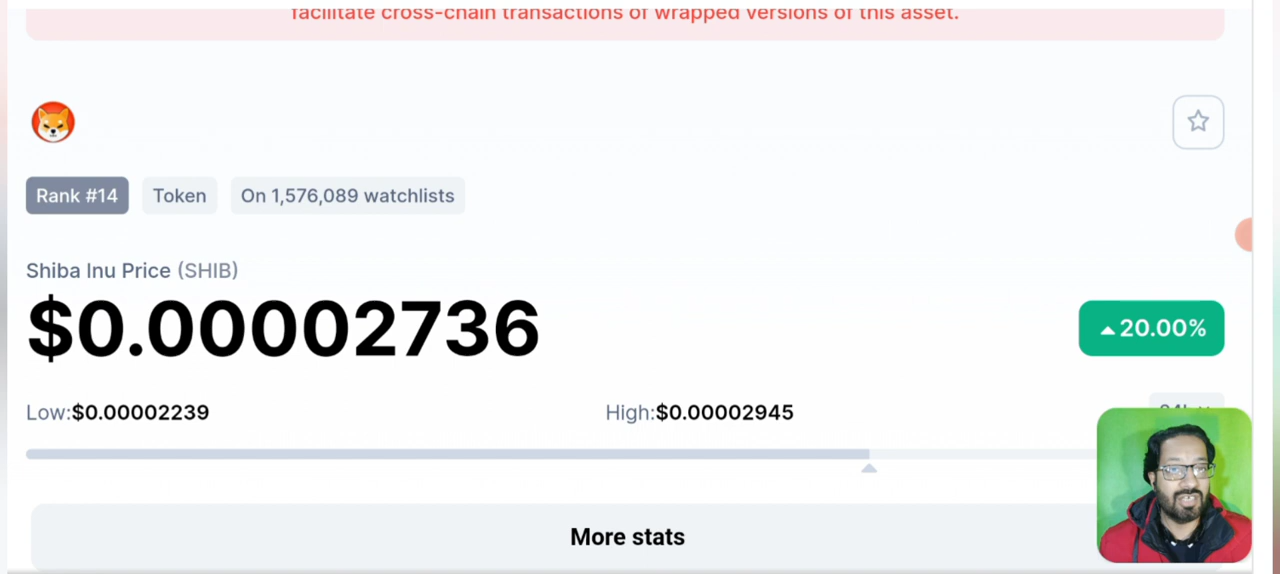 facilitate cross-chain transactions of wrapped versions of this asset.
Rank #14 Token On 1,576,089 watchlists
Shiba Inu Price (SHIB)
$0.00002736 20.00%
Low:$0.00002239 High:$0.00002945
More stats